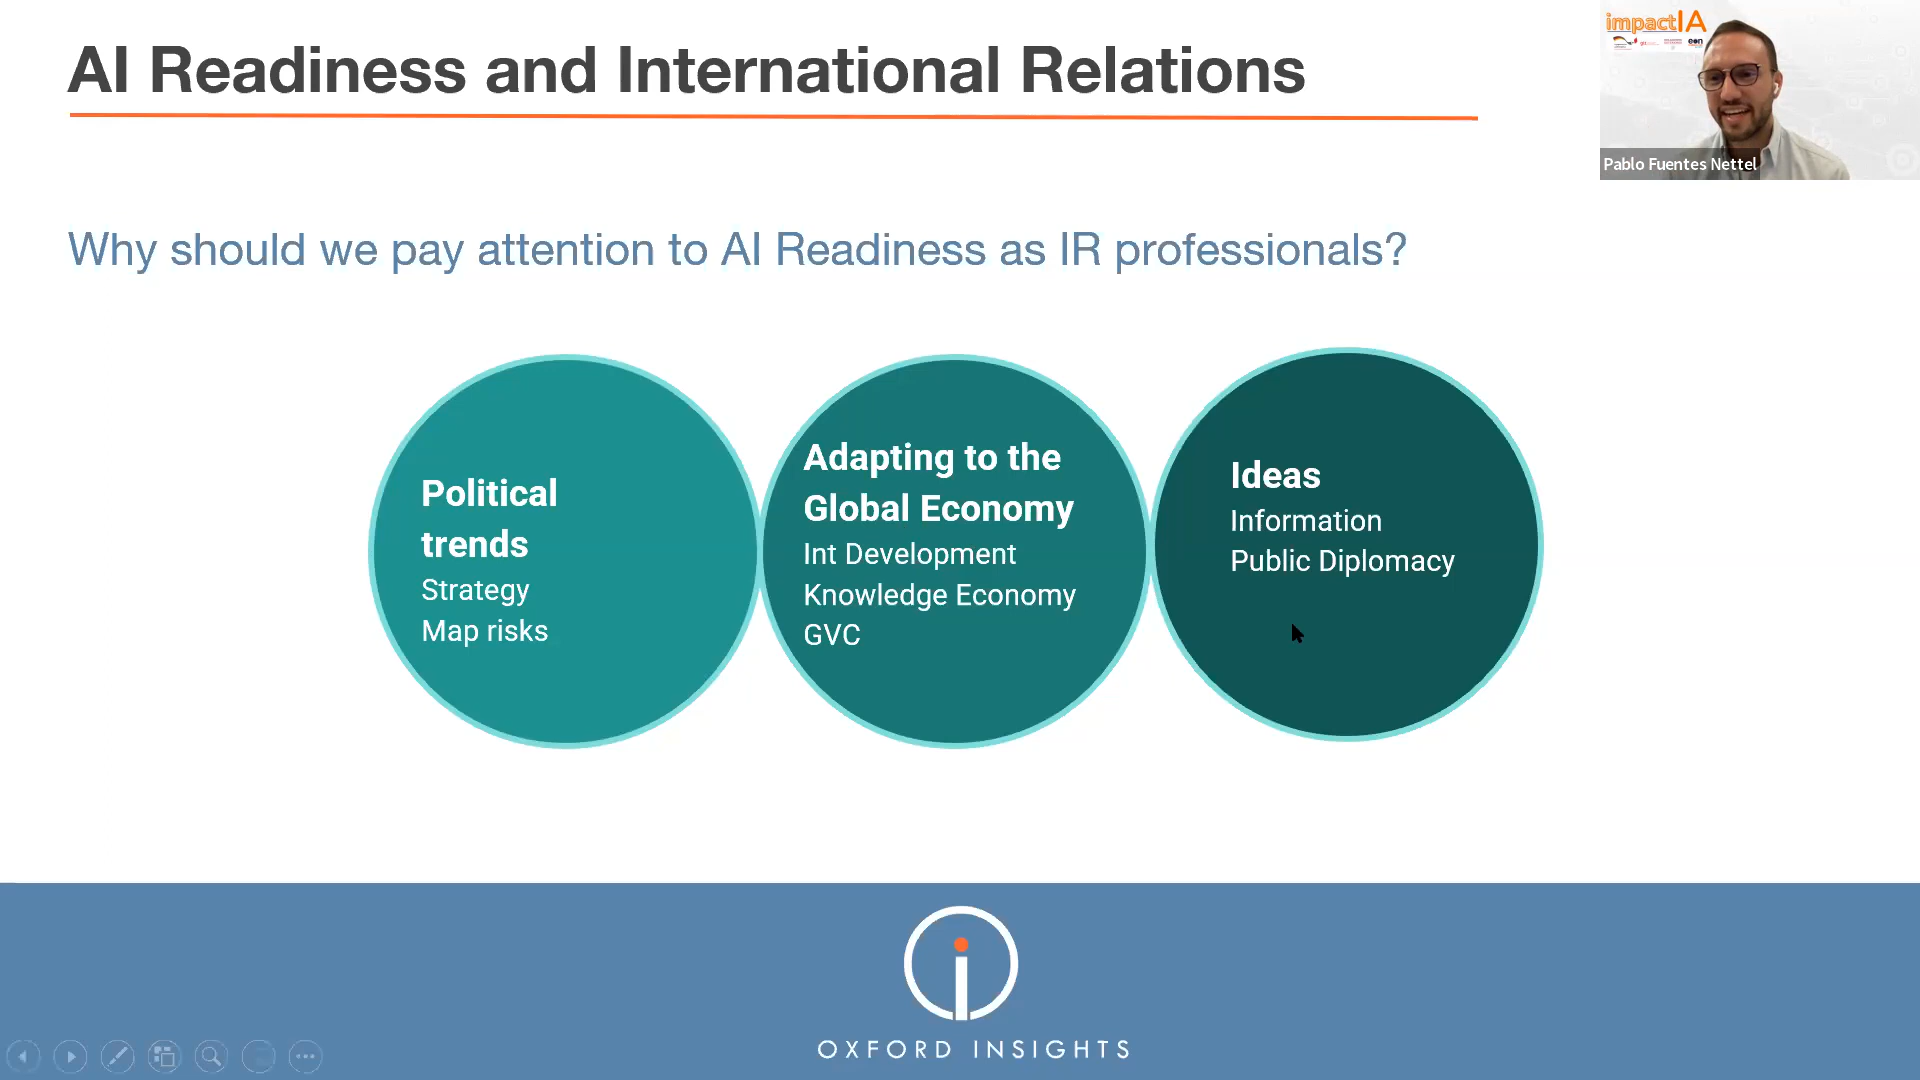 AI Readiness and International Relations
impactIA
Pablo Fuentes Nettel
Why should we pay attention to AI Readiness as IR professionals?
Political
trends
Strategy
Map risks
Adapting to the
Global Economy
Int Development
Knowledge Economy
GVC
Ideas
Information
Public Diplomacy
OXFORD INSIGHTS